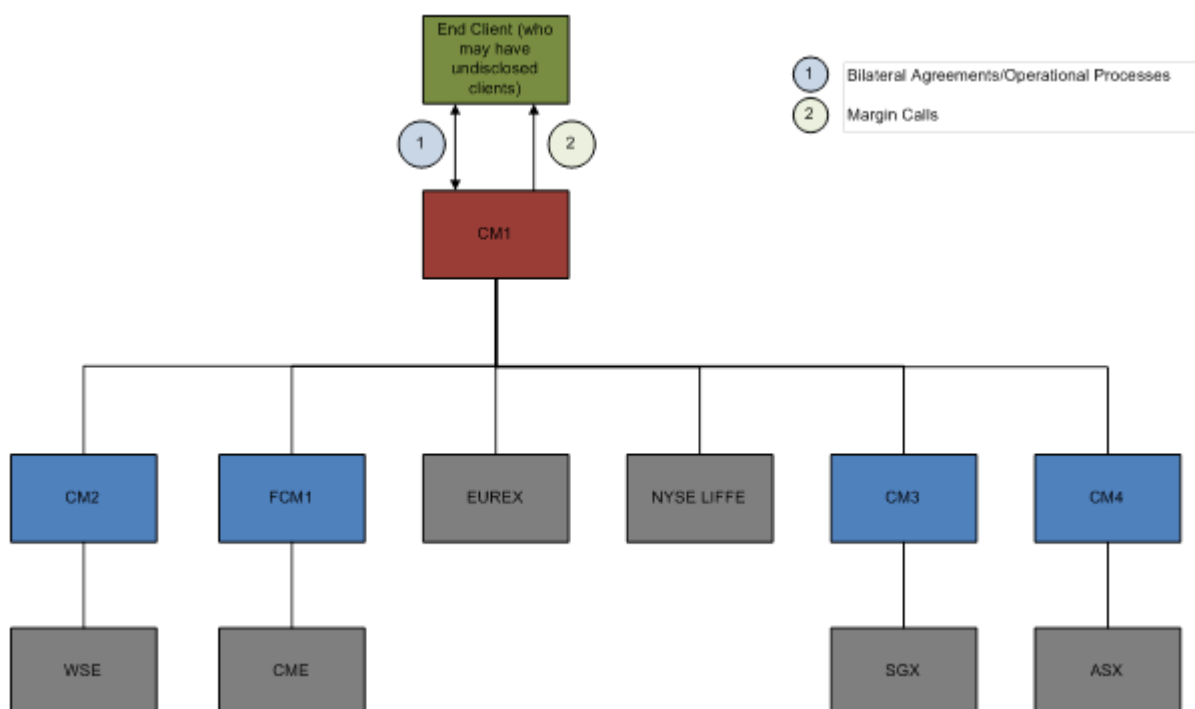 End Client (who
may have
undisclosed
clients)
1 Bilateral Agreements/Operational Processes
2 Margin Calls
1
2
CM1
CM2
FCM1
EUREX
NYSE LIFFE
CM3
CM4
WSE
CME
SGX
ASX